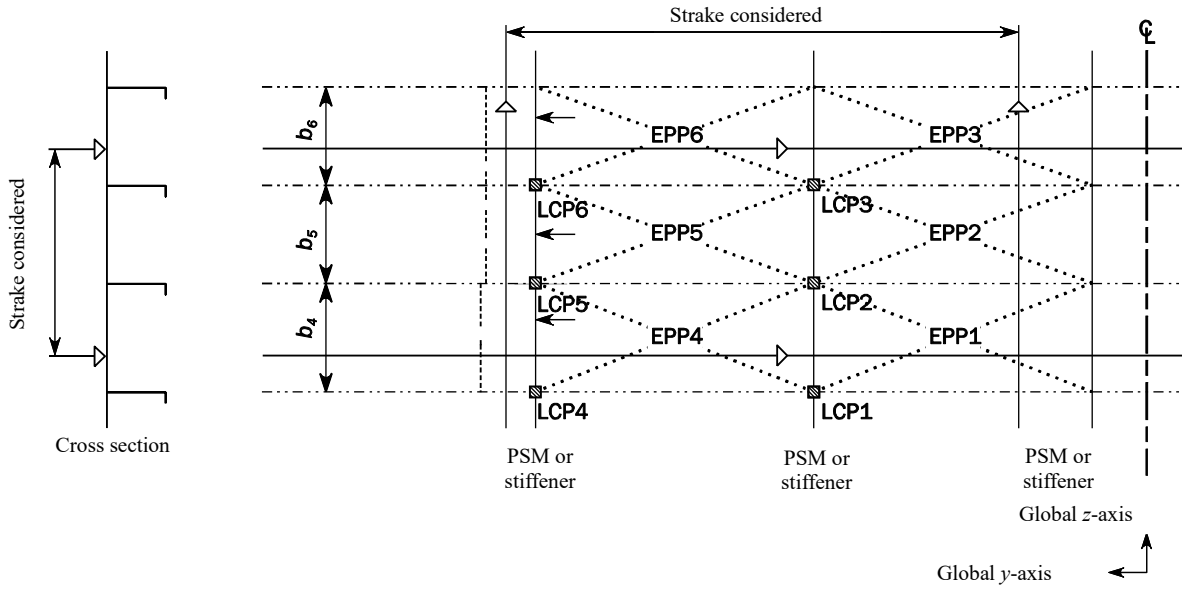 Strake considered
℄
b6
EPP6
EPP3
LCP6
LCP3
Strake considered
b5
EPP5
EPP2
LCP5
LCP2
b4
EPP4
EPP1
LCP4
LCP1
Cross section
PSM or
stiffener
PSM or
stiffener
PSM or
stiffener
Global z-axis
Global y-axis